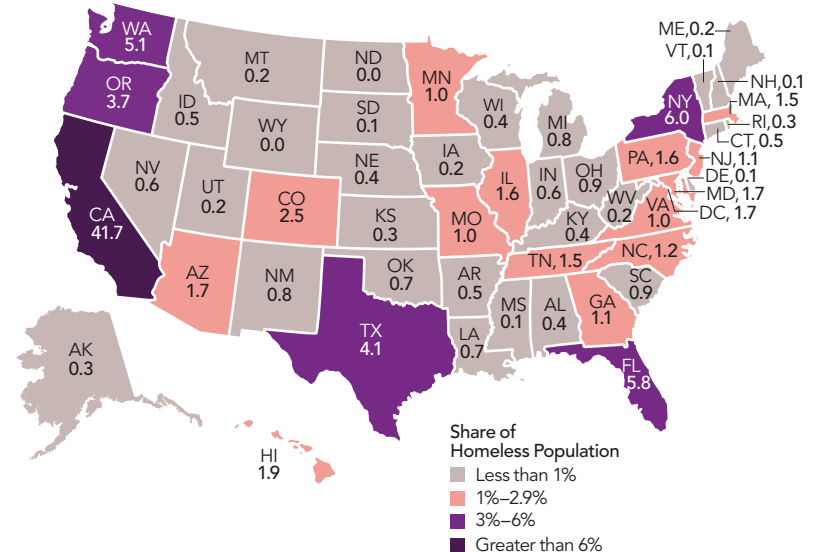 WA
5.1
OR
3.7
CA
41.7
NV
0.6
ID
0.5
MT
0.2
WY
0.0
UT
0.2
AZ
1.7
CO
2.5
NM
0.8
ND
0.0
SD
0.1
NE
0.4
KS
0.3
OK
0.7
TX
4.1
MN
1.0
IA
0.2
MO
1.0
AR
0.5
LA
0.7
WI
0.4
IL
1.6
MI
0.8
IN
0.6
OH
0.9
KY
0.4
TN, 1.5
MS
0.1
AL
0.4
GA
1.1
FL
5.8
SC
0.9
NC, 1.2
VA
1.0
WV
0.2
PA, 1.6
NY
6.0
ME,0.2
VT,0.1
NH,0.1
MA, 1.5
RI,0.3
CT, 0.5
NJ, 1.1
DE, 0.1
MD, 1.7
DC, 1.7
AK
0.3
HI
1.9
Share of
Homeless Population
Less than 1%
1%–2.9%
3%–6%
Greater than 6%